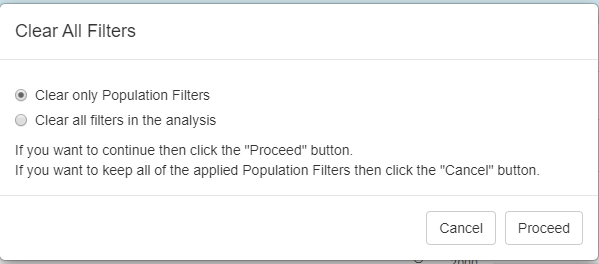 Clear All Filters
Clear only Population Filters
Clear all filters in the analysis
If you want to continue then click the "Proceed" button.
If you want to keep all of the applied Population Filters then click the "Cancel" button.
Cancel Proceed